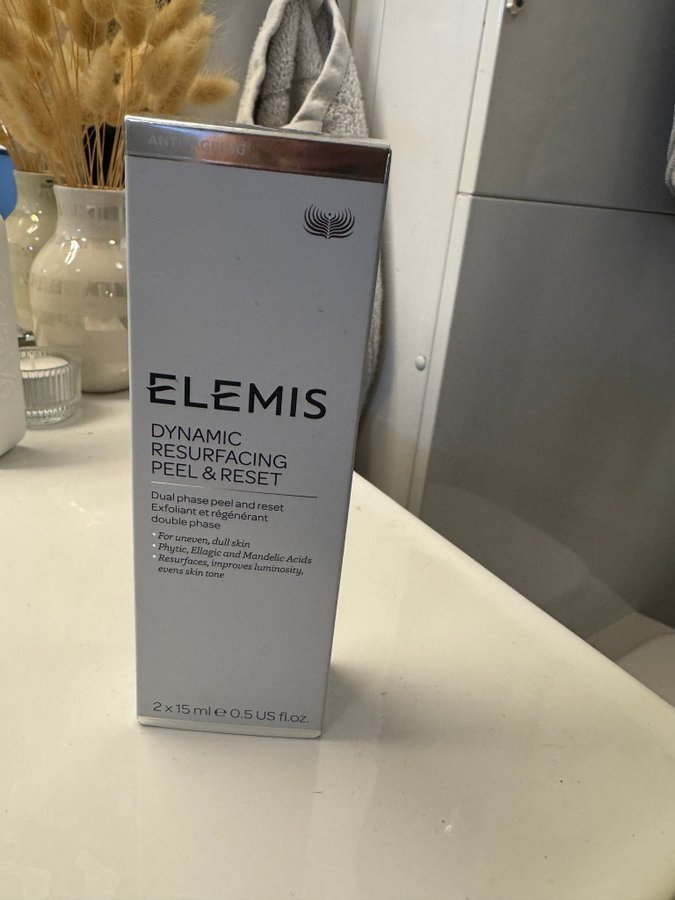 ANTI-AGEING
ELEMIS
DYNAMIC
RESURFACING
PEEL & RESET
Dual phase peel and reset
Exfoliant et régénérant
double phase
• For uneven, dull skin
• Phytic, Ellagic and Mandelic Acids
• Resurfaces, improves luminosity,
evens skin tone
2 x 15 ml ℮ 0.5 US fl.oz.